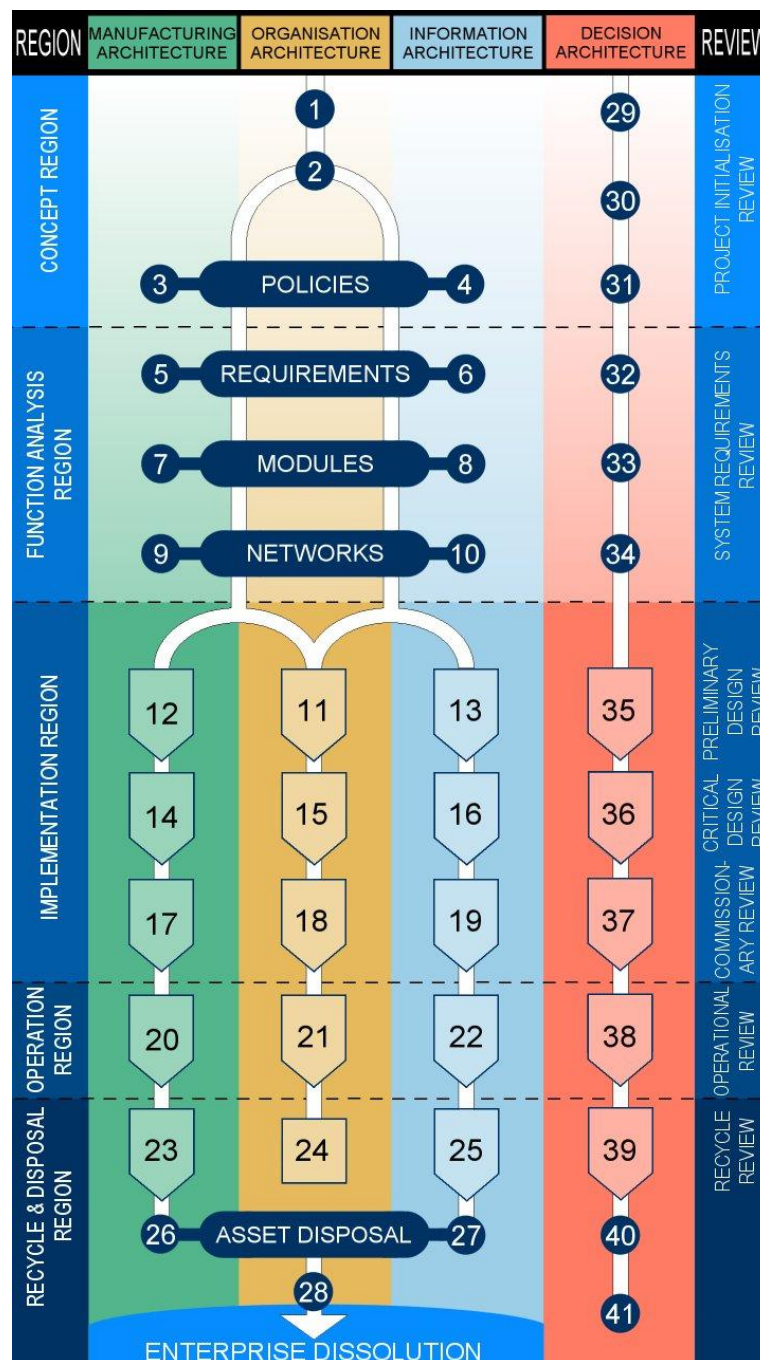 REGION
MANUFACTURING
ARCHITECTURE
ORGANISATION
ARCHITECTURE
INFORMATION
ARCHITECTURE
DECISION
ARCHITECTURE
REVIEW
CONCEPT REGION
1
29
PROJECT INITIALISATION
REVIEW
2
30
3
POLICIES
4
31
FUNCTION ANALYSIS
REGION
5
REQUIREMENTS
6
32
SYSTEM REQUIREMENTS
REVIEW
7
MODULES
8
33
9
NETWORKS
10
34
IMPLEMENTATION REGION
12
11
13
35
PRELIMINARY
DESIGN
REVIEW
14
15
16
36
CRITICAL
DESIGN
REVIEW
17
18
19
37
COMMISSION-
ARY REVIEW
OPERATION
REGION
20
21
22
38
OPERATIONAL
REVIEW
RECYCLE & DISPOSAL
REGION
23
24
25
39
RECYCLE
REVIEW
26
ASSET DISPOSAL
27
40
28
41
ENTERPRISE DISSOLUTION